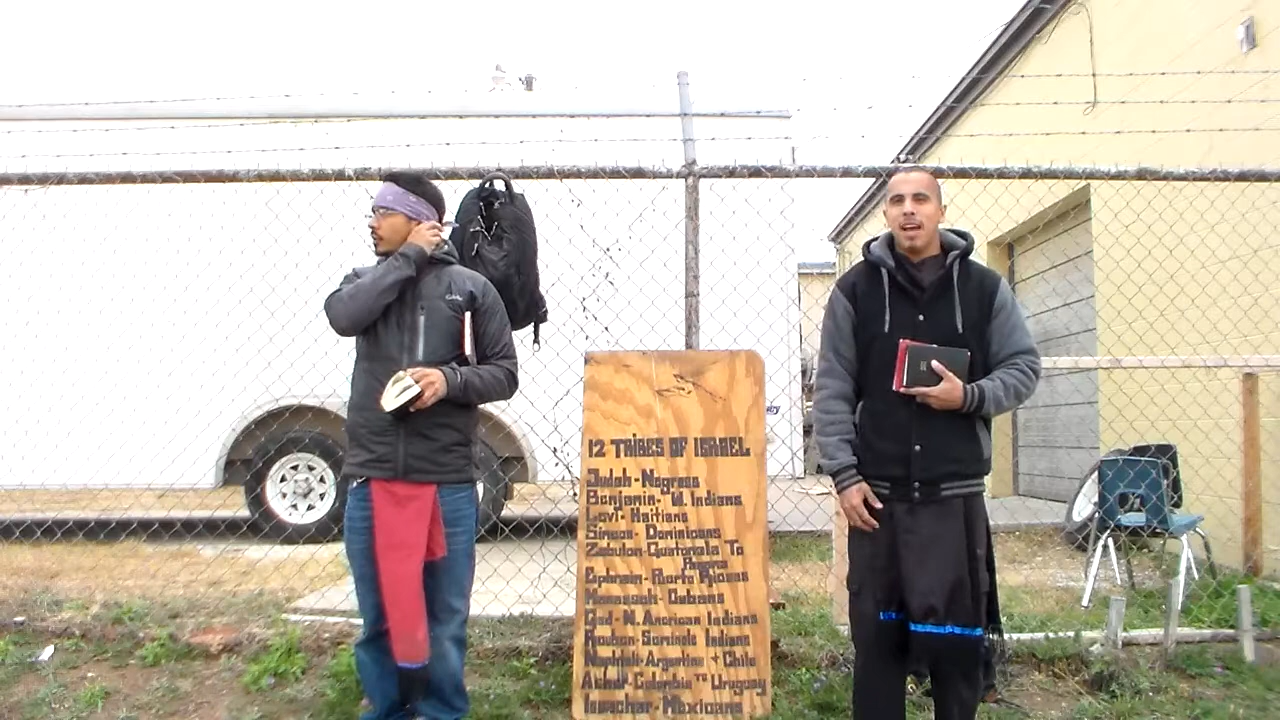 12 TRIBES OF ISRAEL
Judah-Negroes
Benjamin-W. Indians
Levi-Haitians
Simeon-Dominicans
Zebulon-Guatemala To
Panama
Ephraim-Puerto Ricans
Manasseh-Cubans
Gad-N. American Indians
Reuben-Seminole Indians
Naphtali-Argentina + Chile
Asher-Colombia To Uruguay
Issachar-Mexicans